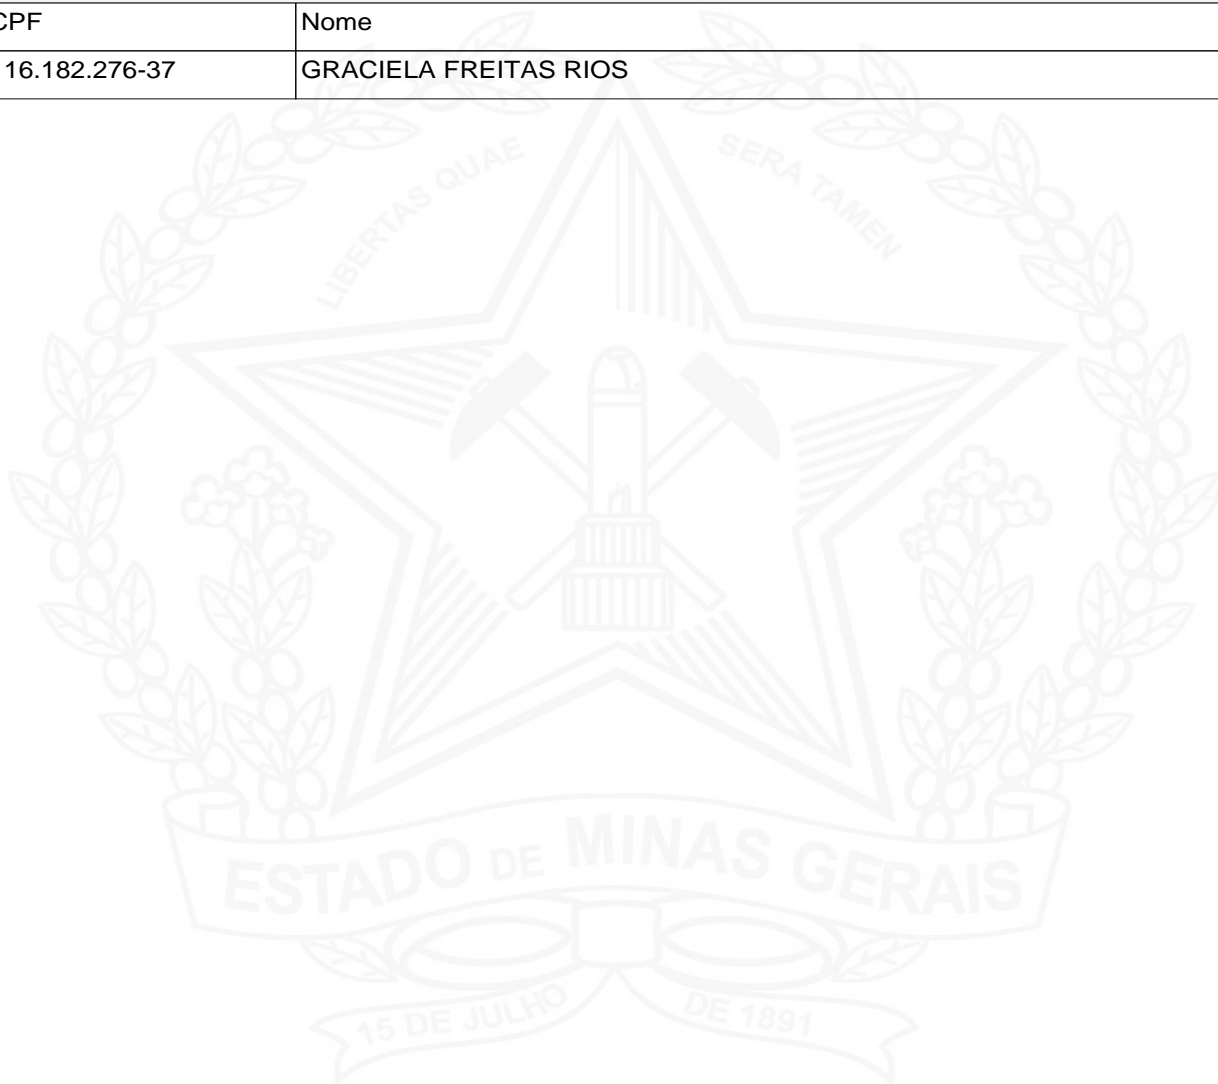 CPF Nome
16.182.276-37 GRACIELA FREITAS RIOS
LIBERTAS QUAE SERA TAMEN
ESTADO DE MINAS GERAIS
15 DE JULHO DE 1891